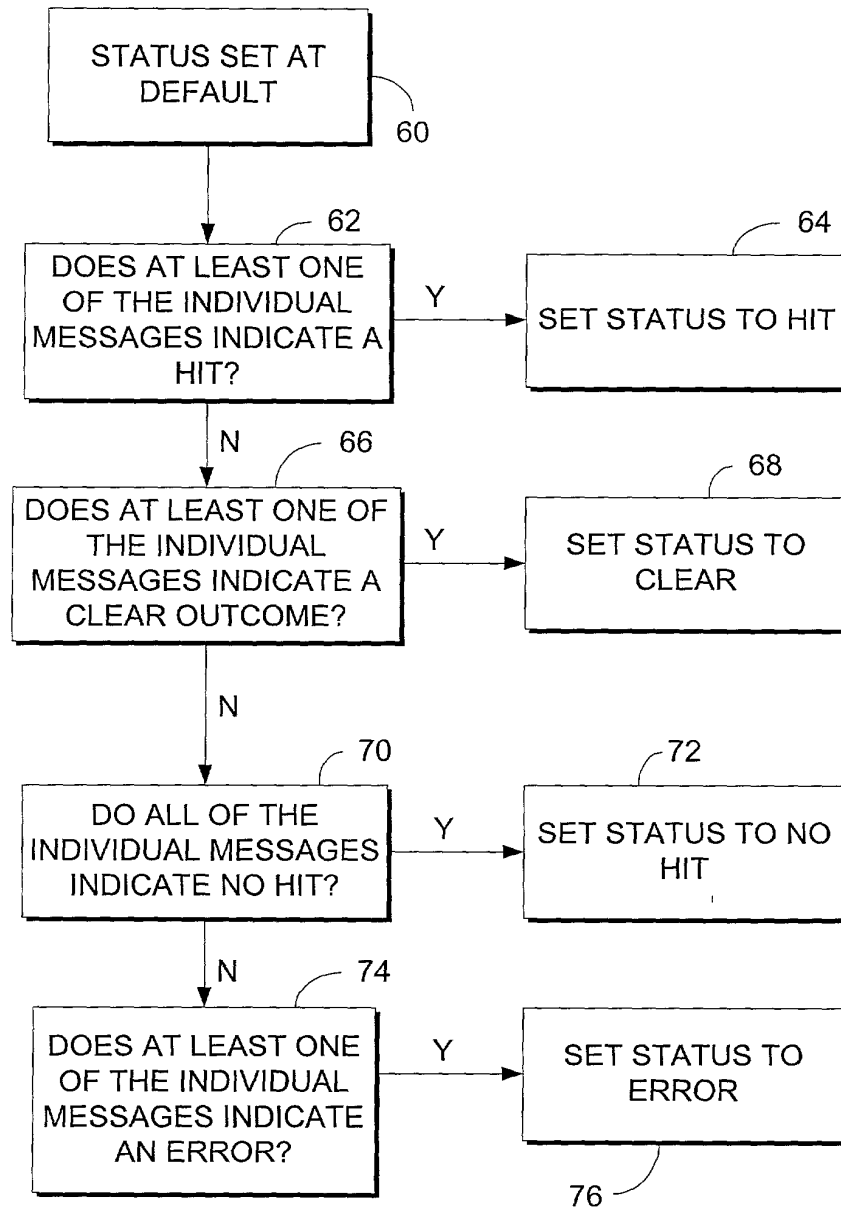 STATUS SET AT
DEFAULT
60
62
DOES AT LEAST ONE
OF THE INDIVIDUAL
MESSAGES INDICATE A
HIT?
Y
64
SET STATUS TO HIT
N
66
DOES AT LEAST ONE OF
THE INDIVIDUAL
MESSAGES INDICATE A
CLEAR OUTCOME?
Y
68
SET STATUS TO
CLEAR
N
70
DO ALL OF THE
INDIVIDUAL MESSAGES
INDICATE NO HIT?
Y
72
SET STATUS TO NO
HIT
N
74
DOES AT LEAST ONE
OF THE INDIVIDUAL
MESSAGES INDICATE
AN ERROR?
Y
SET STATUS TO
ERROR
76